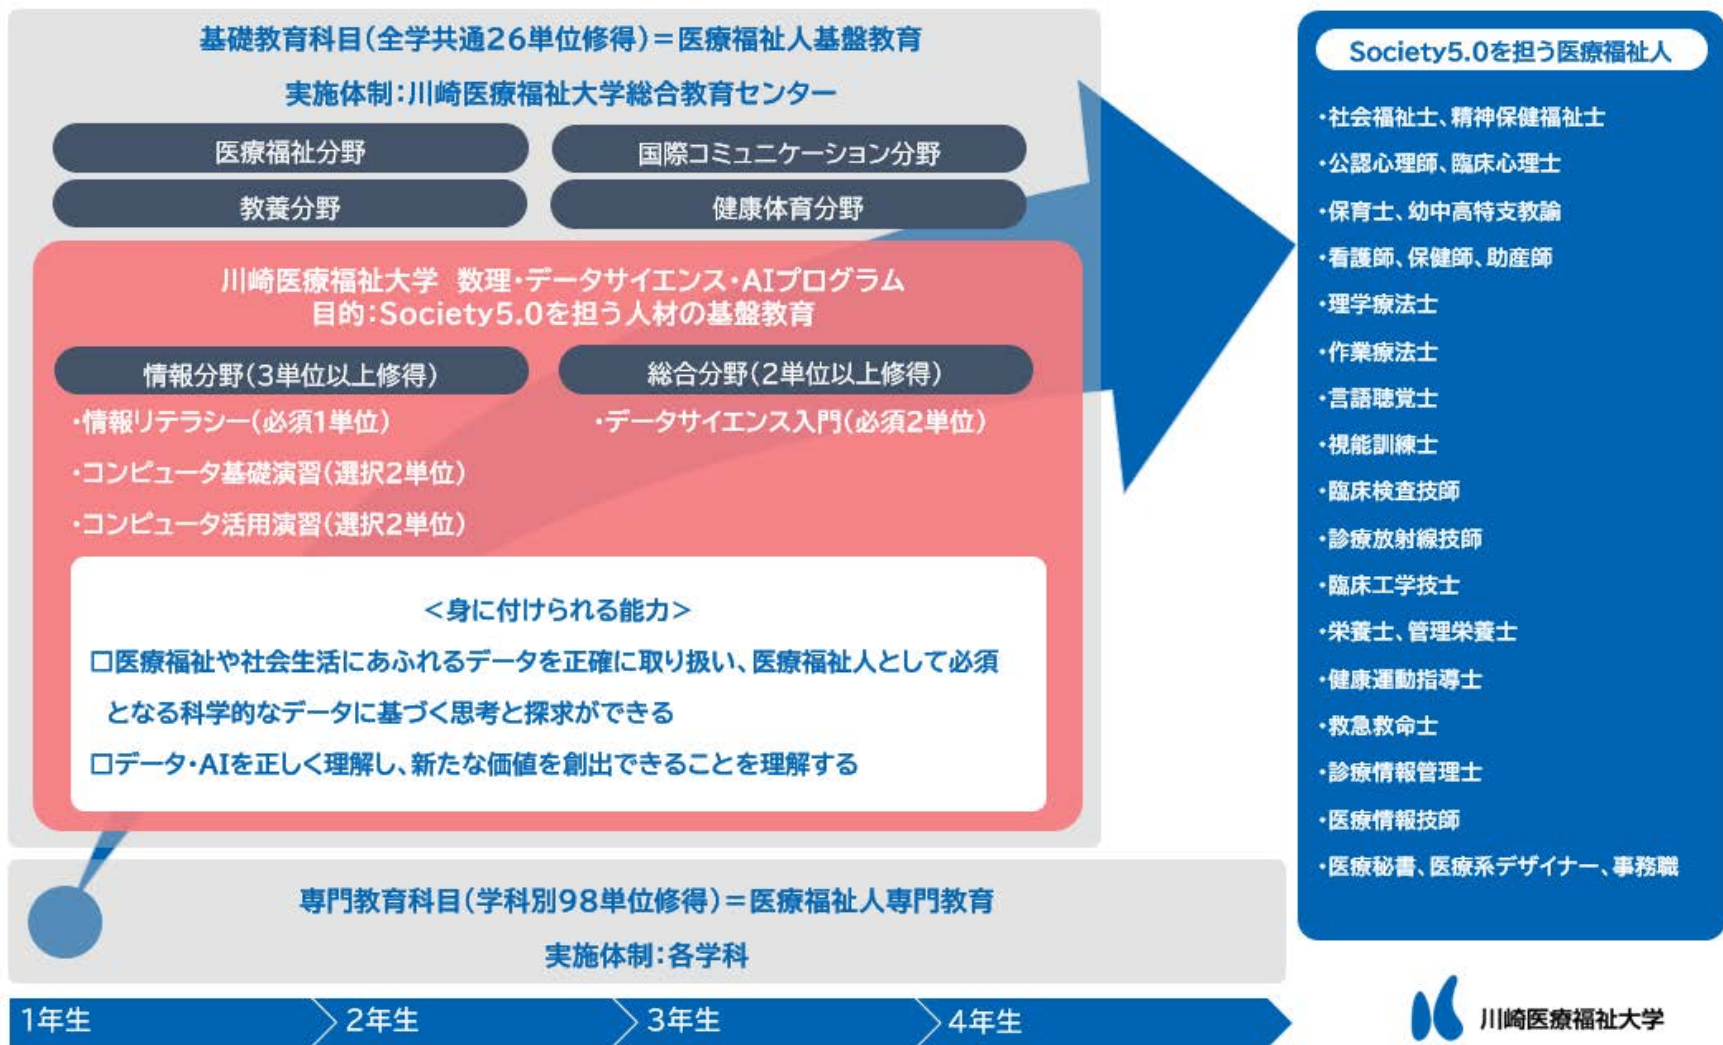 基礎教育科目(全学共通26単位修得)=医療福祉人基盤教育
実施体制:川崎医療福祉大学総合教育センター
医療福祉分野
国際コミュニケーション分野
教養分野
健康体育分野
川崎医療福祉大学 数理・データサイエンス・AIプログラム
目的:Society5.0を担う人材の基盤教育
情報分野(3単位以上修得)
・情報リテラシー(必須1単位)
・コンピュータ基礎演習(選択2単位)
・コンピュータ活用演習(選択2単位)
総合分野(2単位以上修得)
・データサイエンス入門(必須2単位)
<身に付けられる能力>
□医療福祉や社会生活にあふれるデータを正確に取り扱い、医療福祉人として必須
となる科学的なデータに基づく思考と探求ができる
□データ・AIを正しく理解し、新たな価値を創出できることを理解する
専門教育科目(学科別98単位修得)=医療福祉人専門教育
実施体制:各学科
1年生
2年生
3年生
4年生
Society5.0を担う医療福祉人
・社会福祉士、精神保健福祉士
・公認心理師、臨床心理士
・保育士、幼中高特支教諭
・看護師、保健師、助産師
・理学療法士
・作業療法士
・言語聴覚士
・視能訓練士
・臨床検査技師
・診療放射線技師
・臨床工学技士
・栄養士、管理栄養士
・健康運動指導士
・救急救命士
・診療情報管理士
・医療情報技師
・医療秘書、医療系デザイナー、事務職
川崎医療福祉大学